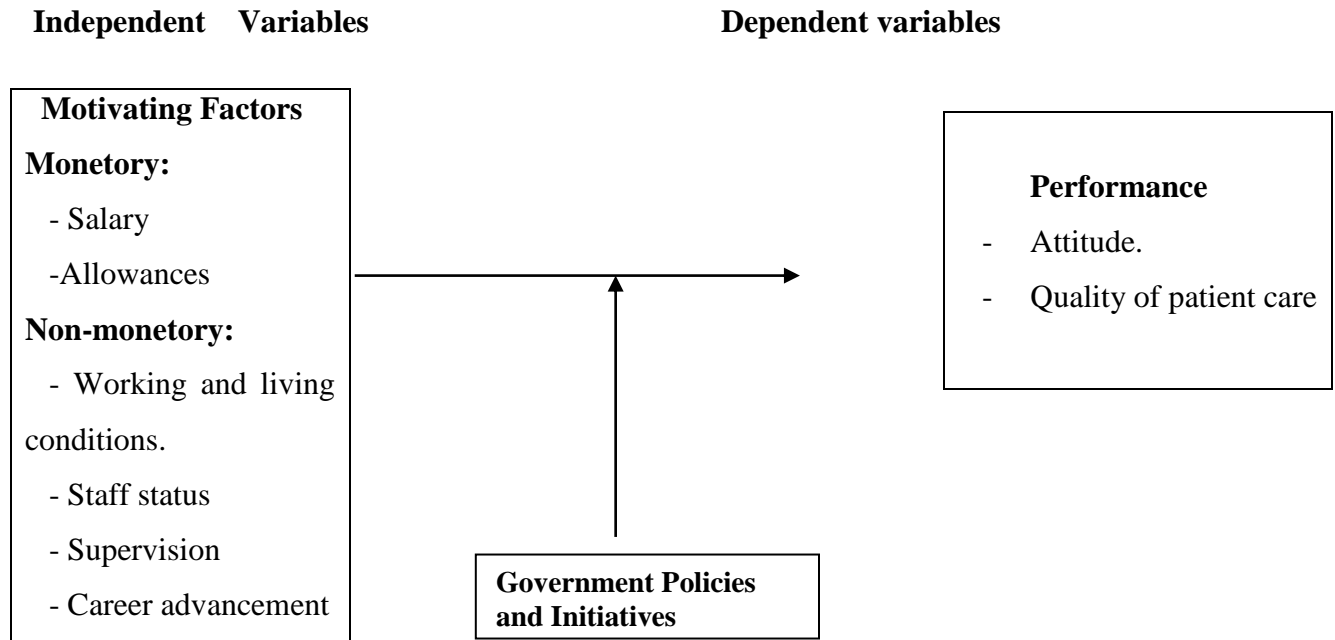 Independent Variables
Dependent variables
Motivating Factors
Monetory:
- Salary
-Allowances
Non-monetory:
- Working and living
conditions.
- Staff status
- Supervision
- Career advancement
Government Policies
and Initiatives
Performance
- Attitude.
- Quality of patient care